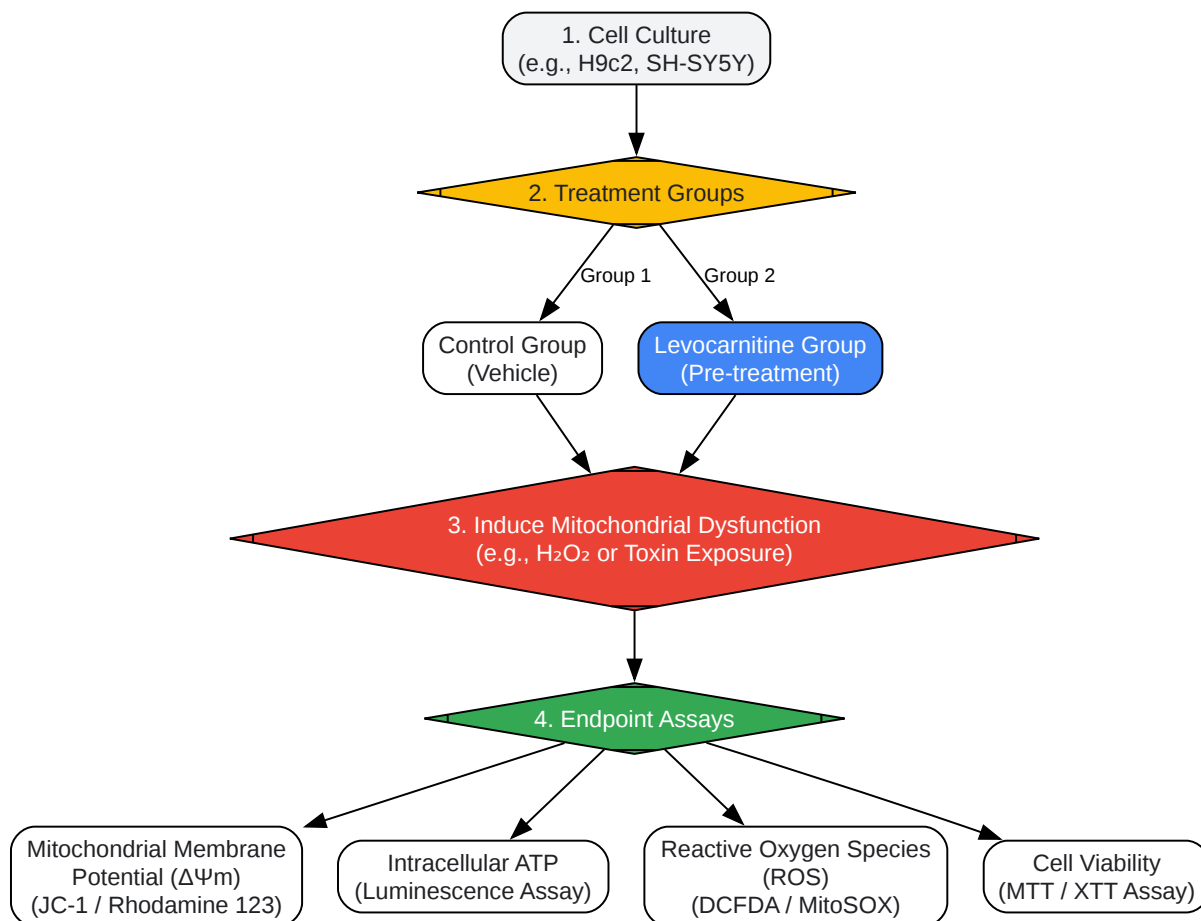 1. Cell Culture
(e.g., H9c2, SH-SY5Y)
2. Treatment Groups
Group 1
Group 2
Control Group
(Vehicle)
Levocarnitine Group
(Pre-treatment)
3. Induce Mitochondrial Dysfunction
(e.g., H₂O₂ or Toxin Exposure)
4. Endpoint Assays
Mitochondrial Membrane
Potential (ΔΨm)
(JC-1 / Rhodamine 123)
Intracellular ATP
(Luminescence Assay)
Reactive Oxygen Species
(ROS)
(DCFDA / MitoSOX)
Cell Viability
(MTT / XTT Assay)